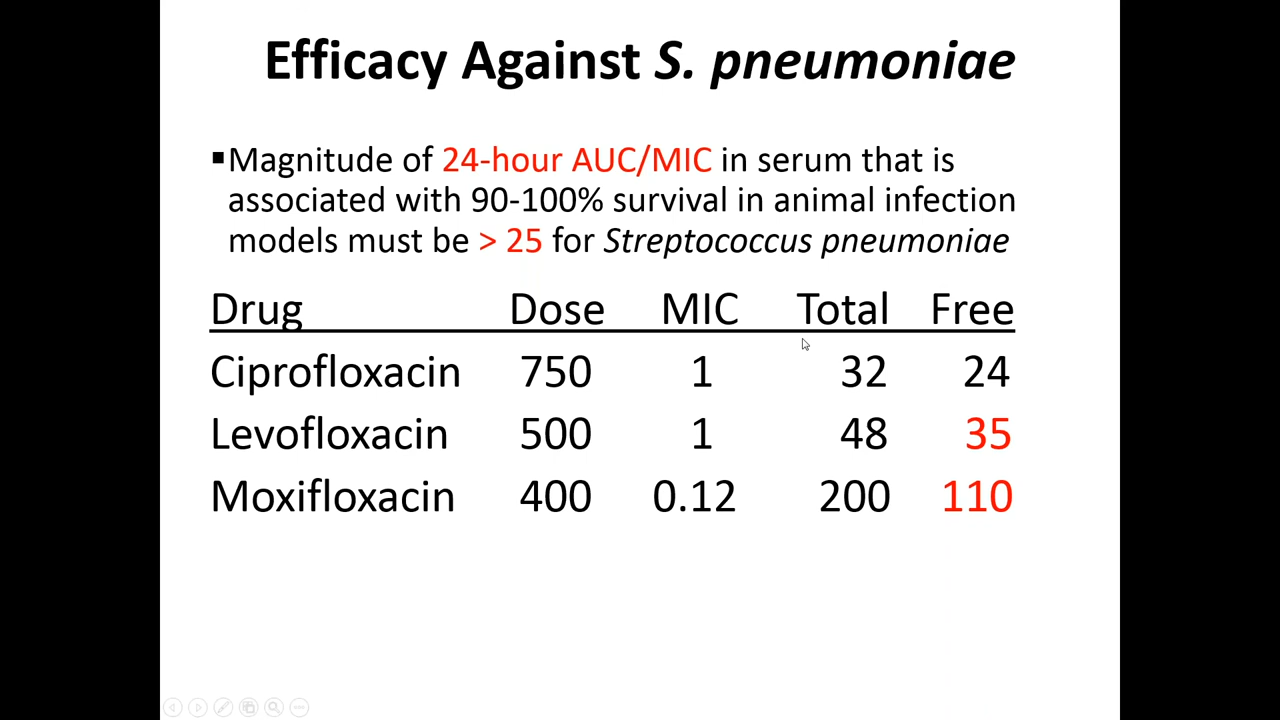 Efficacy Against S. pneumoniae
▪Magnitude of 24-hour AUC/MIC in serum that is
associated with 90-100% survival in animal infection
models must be > 25 for Streptococcus pneumoniae
Drug Dose MIC Total Free
Ciprofloxacin 750 1 32 24
Levofloxacin 500 1 48 35
Moxifloxacin 400 0.12 200 110